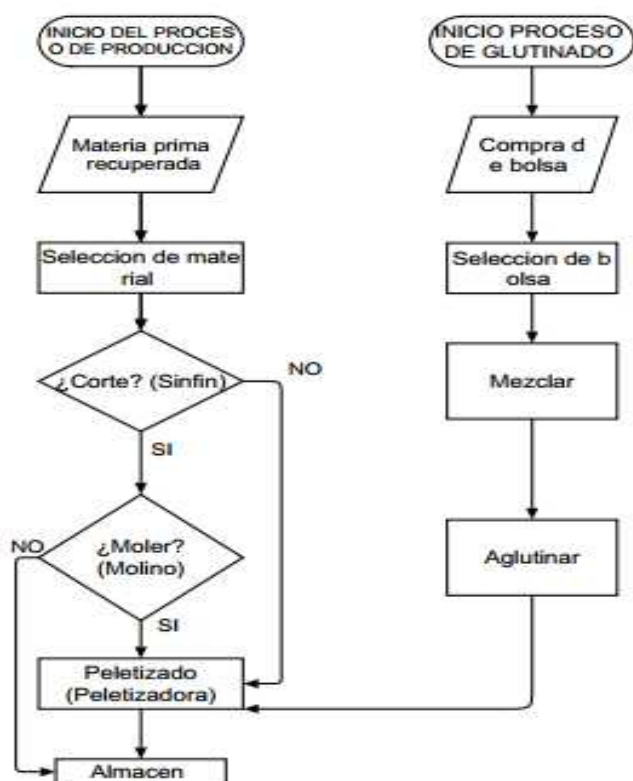 INICIO DEL PROCES
O DE PRODUCCION
Materia prima
recuperada
Seleccion de mate
rial
¿Corte? (Sinfin)
NO
SI
¿Moler?
(Molino)
NO
SI
Peletizado
(Peletizadora)
Almacen
INICIO PROCESO
DE GLUTINADO
Compra d
e bolsa
Seleccion de b
olsa
Mezclar
Aglutinar